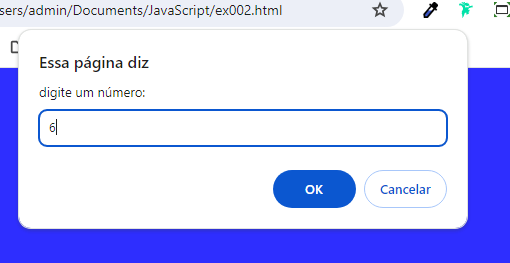 sers/admin/Documents/JavaScript/ex002.html
Essa página diz
digite um número:
6
OK
Cancelar